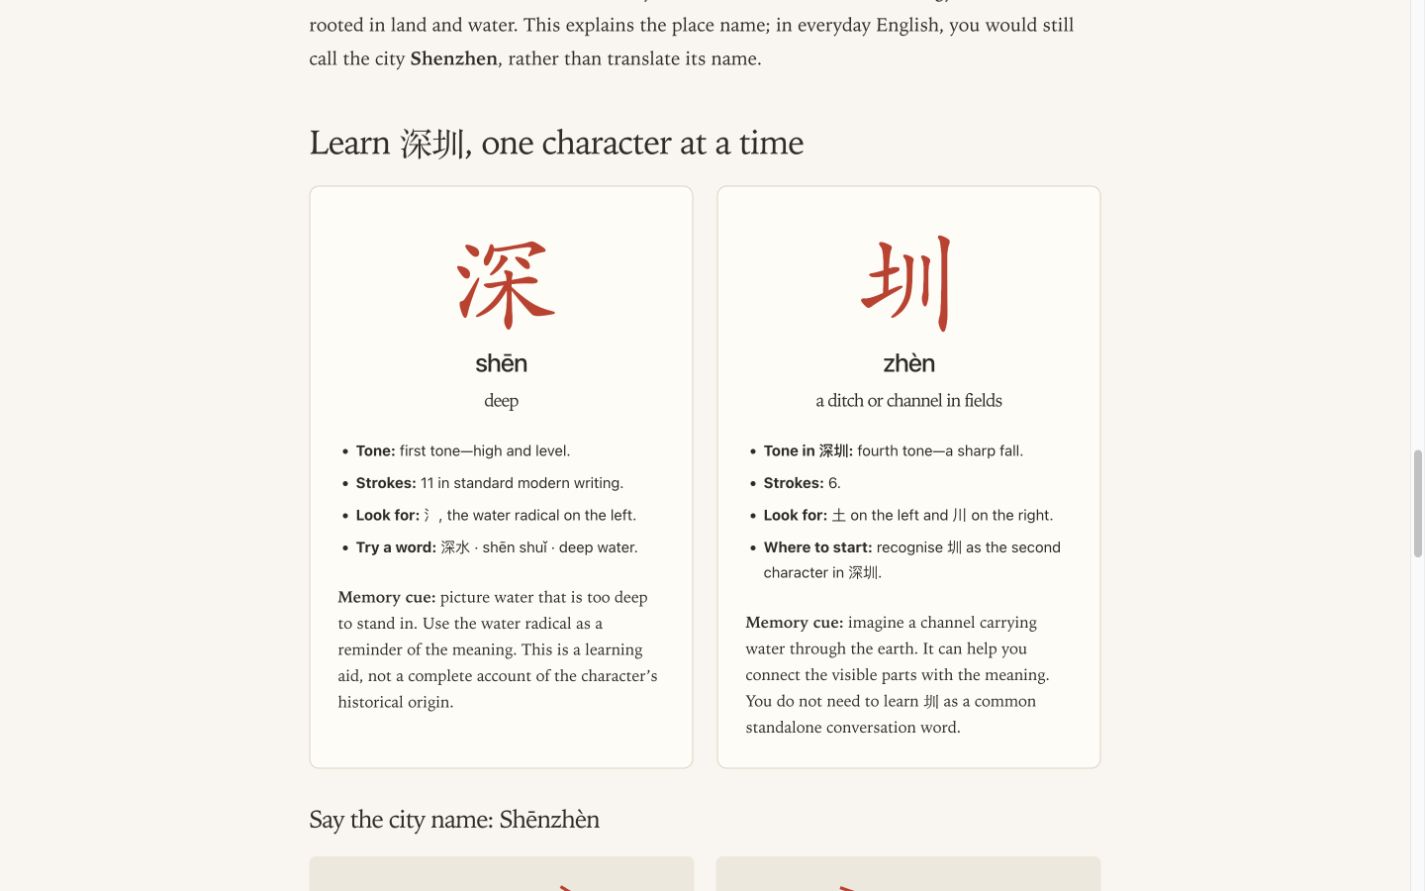 rooted in land and water. This explains the place name; in everyday English, you would still
call the city Shenzhen, rather than translate its name.
Learn 深圳, one character at a time
深
shēn
deep
• Tone: first tone—high and level.
• Strokes: 11 in standard modern writing.
• Look for: 氵, the water radical on the left.
• Try a word: 深水 · shēn shuǐ · deep water.
Memory cue: picture water that is too deep
to stand in. Use the water radical as a
reminder of the meaning. This is a learning
aid, not a complete account of the character’s
historical origin.
圳
zhèn
a ditch or channel in fields
• Tone in 深圳: fourth tone—a sharp fall.
• Strokes: 6.
• Look for: 土 on the left and 川 on the right.
• Where to start: recognise 圳 as the second
character in 深圳.
Memory cue: imagine a channel carrying
water through the earth. It can help you
connect the visible parts with the meaning.
You do not need to learn 圳 as a common
standalone conversation word.
Say the city name: Shēnzhèn